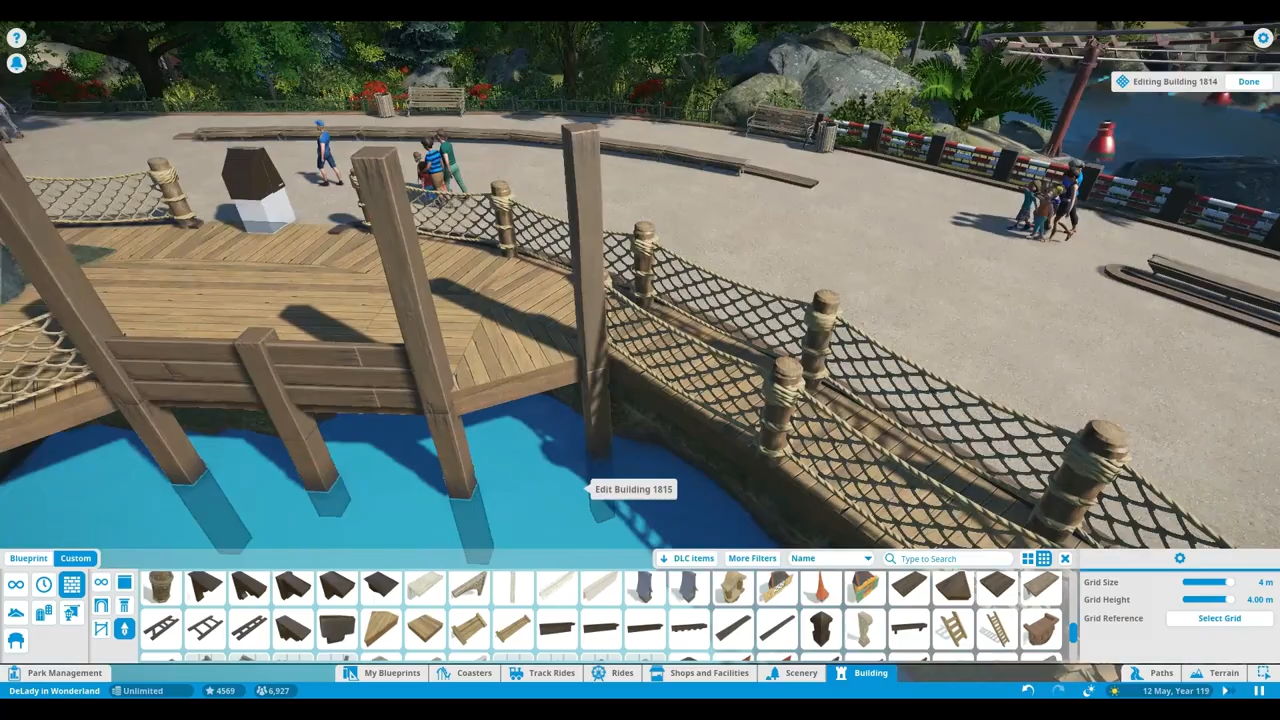 ?
Editing Building 1814 Done
Edit Building 1815
Blueprint Custom DLC items More Filters Name Type to Search
Grid Size 4 m
Grid Height 4.00 m
Grid Reference Select Grid
Park Management My Blueprints Coasters Track Rides Rides Shops and Facilities Scenery Building Paths Terrain
DeLady in Wonderland Unlimited 4569 6,927 12 May, Year 119